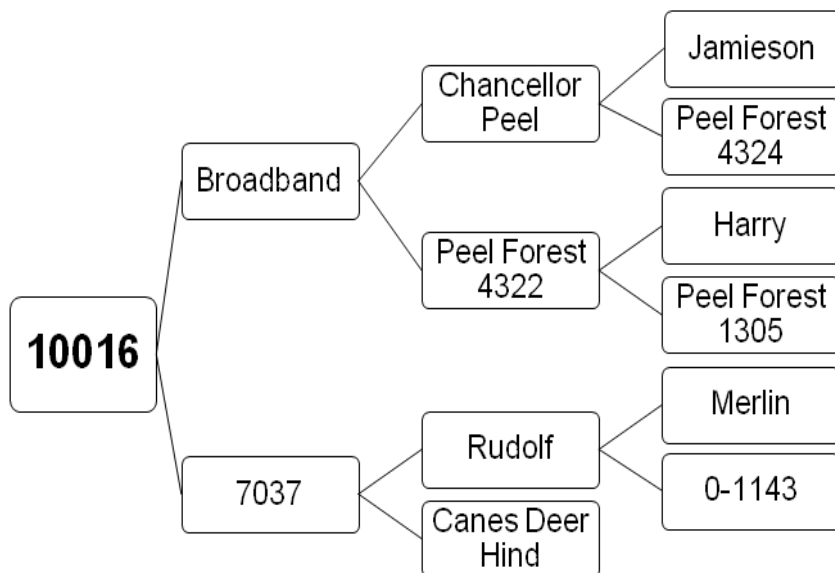 Jamieson
Chancellor
Peel
Peel Forest
4324
Broadband
Harry
Peel Forest
4322
Peel Forest
1305
10016
Merlin
Rudolf
7037
0-1143
Canes Deer
Hind